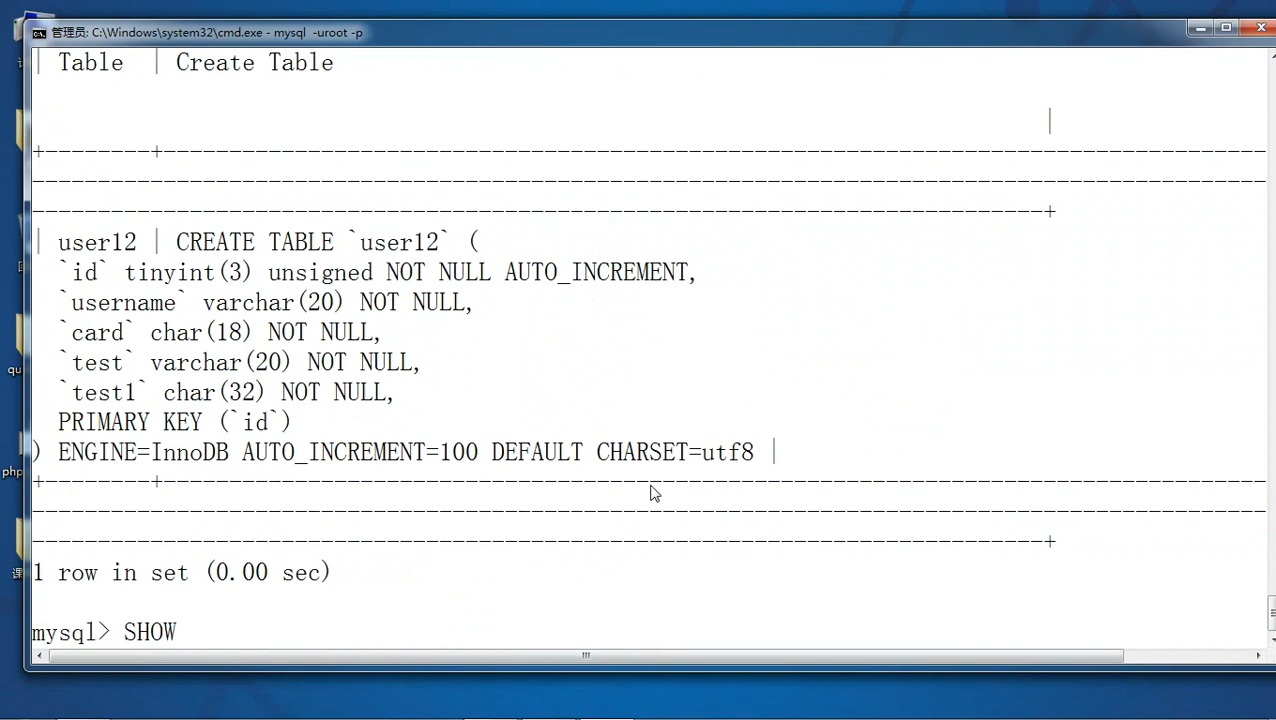 管理员: C:\Windows\system32\cmd.exe - mysql  -uroot -p
| Table  | Create Table
|
+--------+-------------------------------------------------------------------------------------
-----------------------------------------------------------------------------------------------
------------------------------------------------------------------------------+
| user12 | CREATE TABLE `user12` (
`id` tinyint(3) unsigned NOT NULL AUTO_INCREMENT,
`username` varchar(20) NOT NULL,
`card` char(18) NOT NULL,
`test` varchar(20) NOT NULL,
`test1` char(32) NOT NULL,
PRIMARY KEY (`id`)
) ENGINE=InnoDB AUTO_INCREMENT=100 DEFAULT CHARSET=utf8 |
+--------+-------------------------------------------------------------------------------------
-----------------------------------------------------------------------------------------------
------------------------------------------------------------------------------+
1 row in set (0.00 sec)
mysql> SHOW
qu
php
课